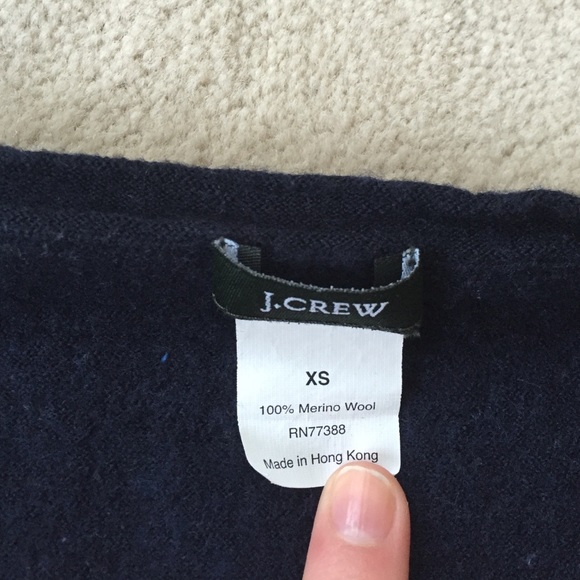 J.CREW
XS
100% Merino Wool
RN77388
Made in Hong Kong